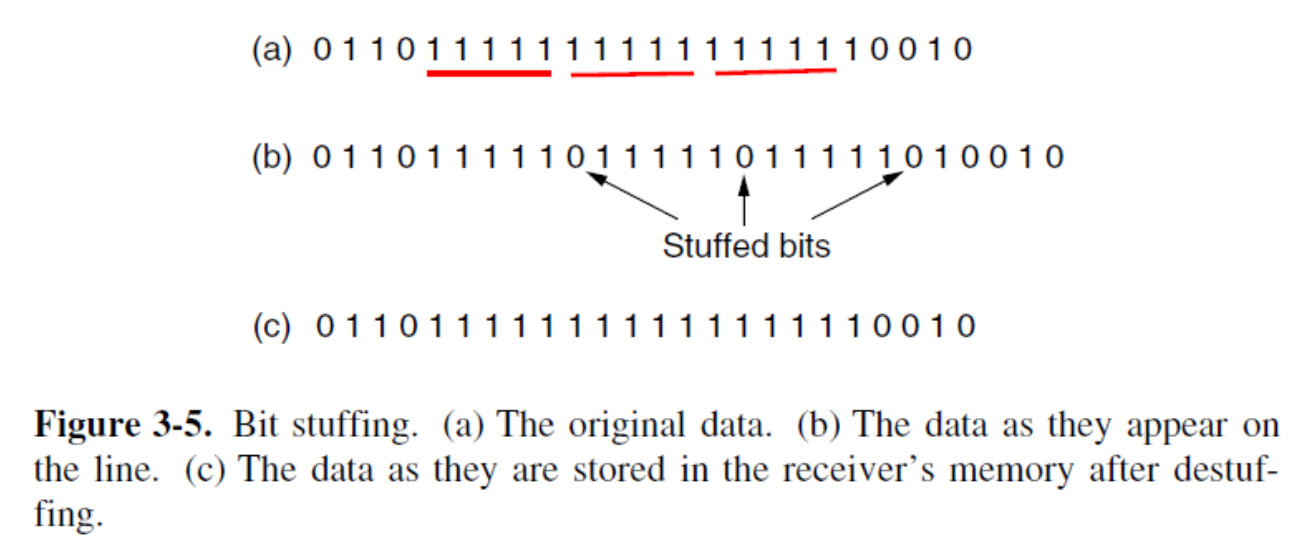 (a) 0 1 1 0 1 1 1 1 1 1 1 1 1 1 1 1 1 1 1 1 0 0 1 0
(b) 0 1 1 0 1 1 1 1 1 0 1 1 1 1 1 0 1 1 1 1 1 0 1 0 0 1 0
Stuffed bits
(c) 0 1 1 0 1 1 1 1 1 1 1 1 1 1 1 1 1 1 1 1 0 0 1 0
Figure 3-5. Bit stuffing. (a) The original data. (b) The data as they appear on
the line. (c) The data as they are stored in the receiver’s memory after destuf-
fing.